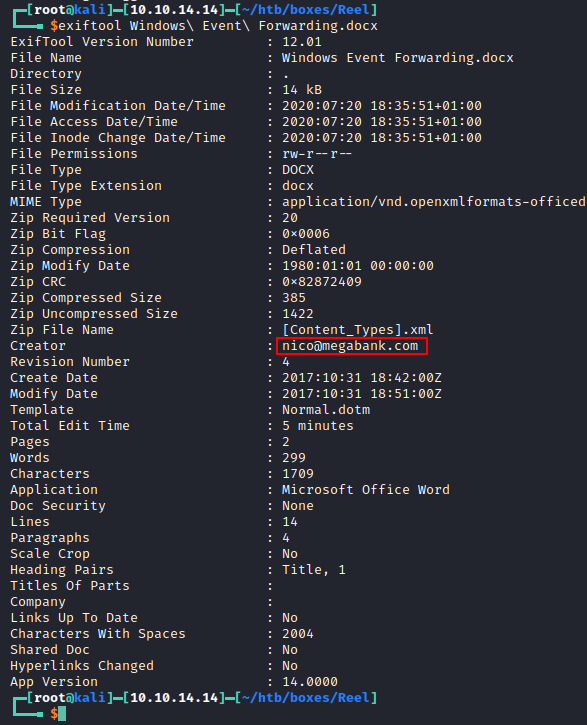 ┌─[root@kali]─[10.10.14.14]─[~/htb/boxes/Reel]
└──╼ $exiftool Windows\ Event\ Forwarding.docx
ExifTool Version Number : 12.01
File Name : Windows Event Forwarding.docx
Directory : .
File Size : 14 kB
File Modification Date/Time : 2020:07:20 18:35:51+01:00
File Access Date/Time : 2020:07:20 18:35:51+01:00
File Inode Change Date/Time : 2020:07:20 18:35:51+01:00
File Permissions : rw-r--r--
File Type : DOCX
File Type Extension : docx
MIME Type : application/vnd.openxmlformats-officed
Zip Required Version : 20
Zip Bit Flag : 0x0006
Zip Compression : Deflated
Zip Modify Date : 1980:01:01 00:00:00
Zip CRC : 0x82872409
Zip Compressed Size : 385
Zip Uncompressed Size : 1422
Zip File Name : [Content_Types].xml
Creator : nico@megabank.com
Revision Number : 4
Create Date : 2017:10:31 18:42:00Z
Modify Date : 2017:10:31 18:51:00Z
Template : Normal.dotm
Total Edit Time : 5 minutes
Pages : 2
Words : 299
Characters : 1709
Application : Microsoft Office Word
Doc Security : None
Lines : 14
Paragraphs : 4
Scale Crop : No
Heading Pairs : Title, 1
Titles Of Parts :
Company :
Links Up To Date : No
Characters With Spaces : 2004
Shared Doc : No
Hyperlinks Changed : No
App Version : 14.0000
┌─[root@kali]─[10.10.14.14]─[~/htb/boxes/Reel]
└──╼ $